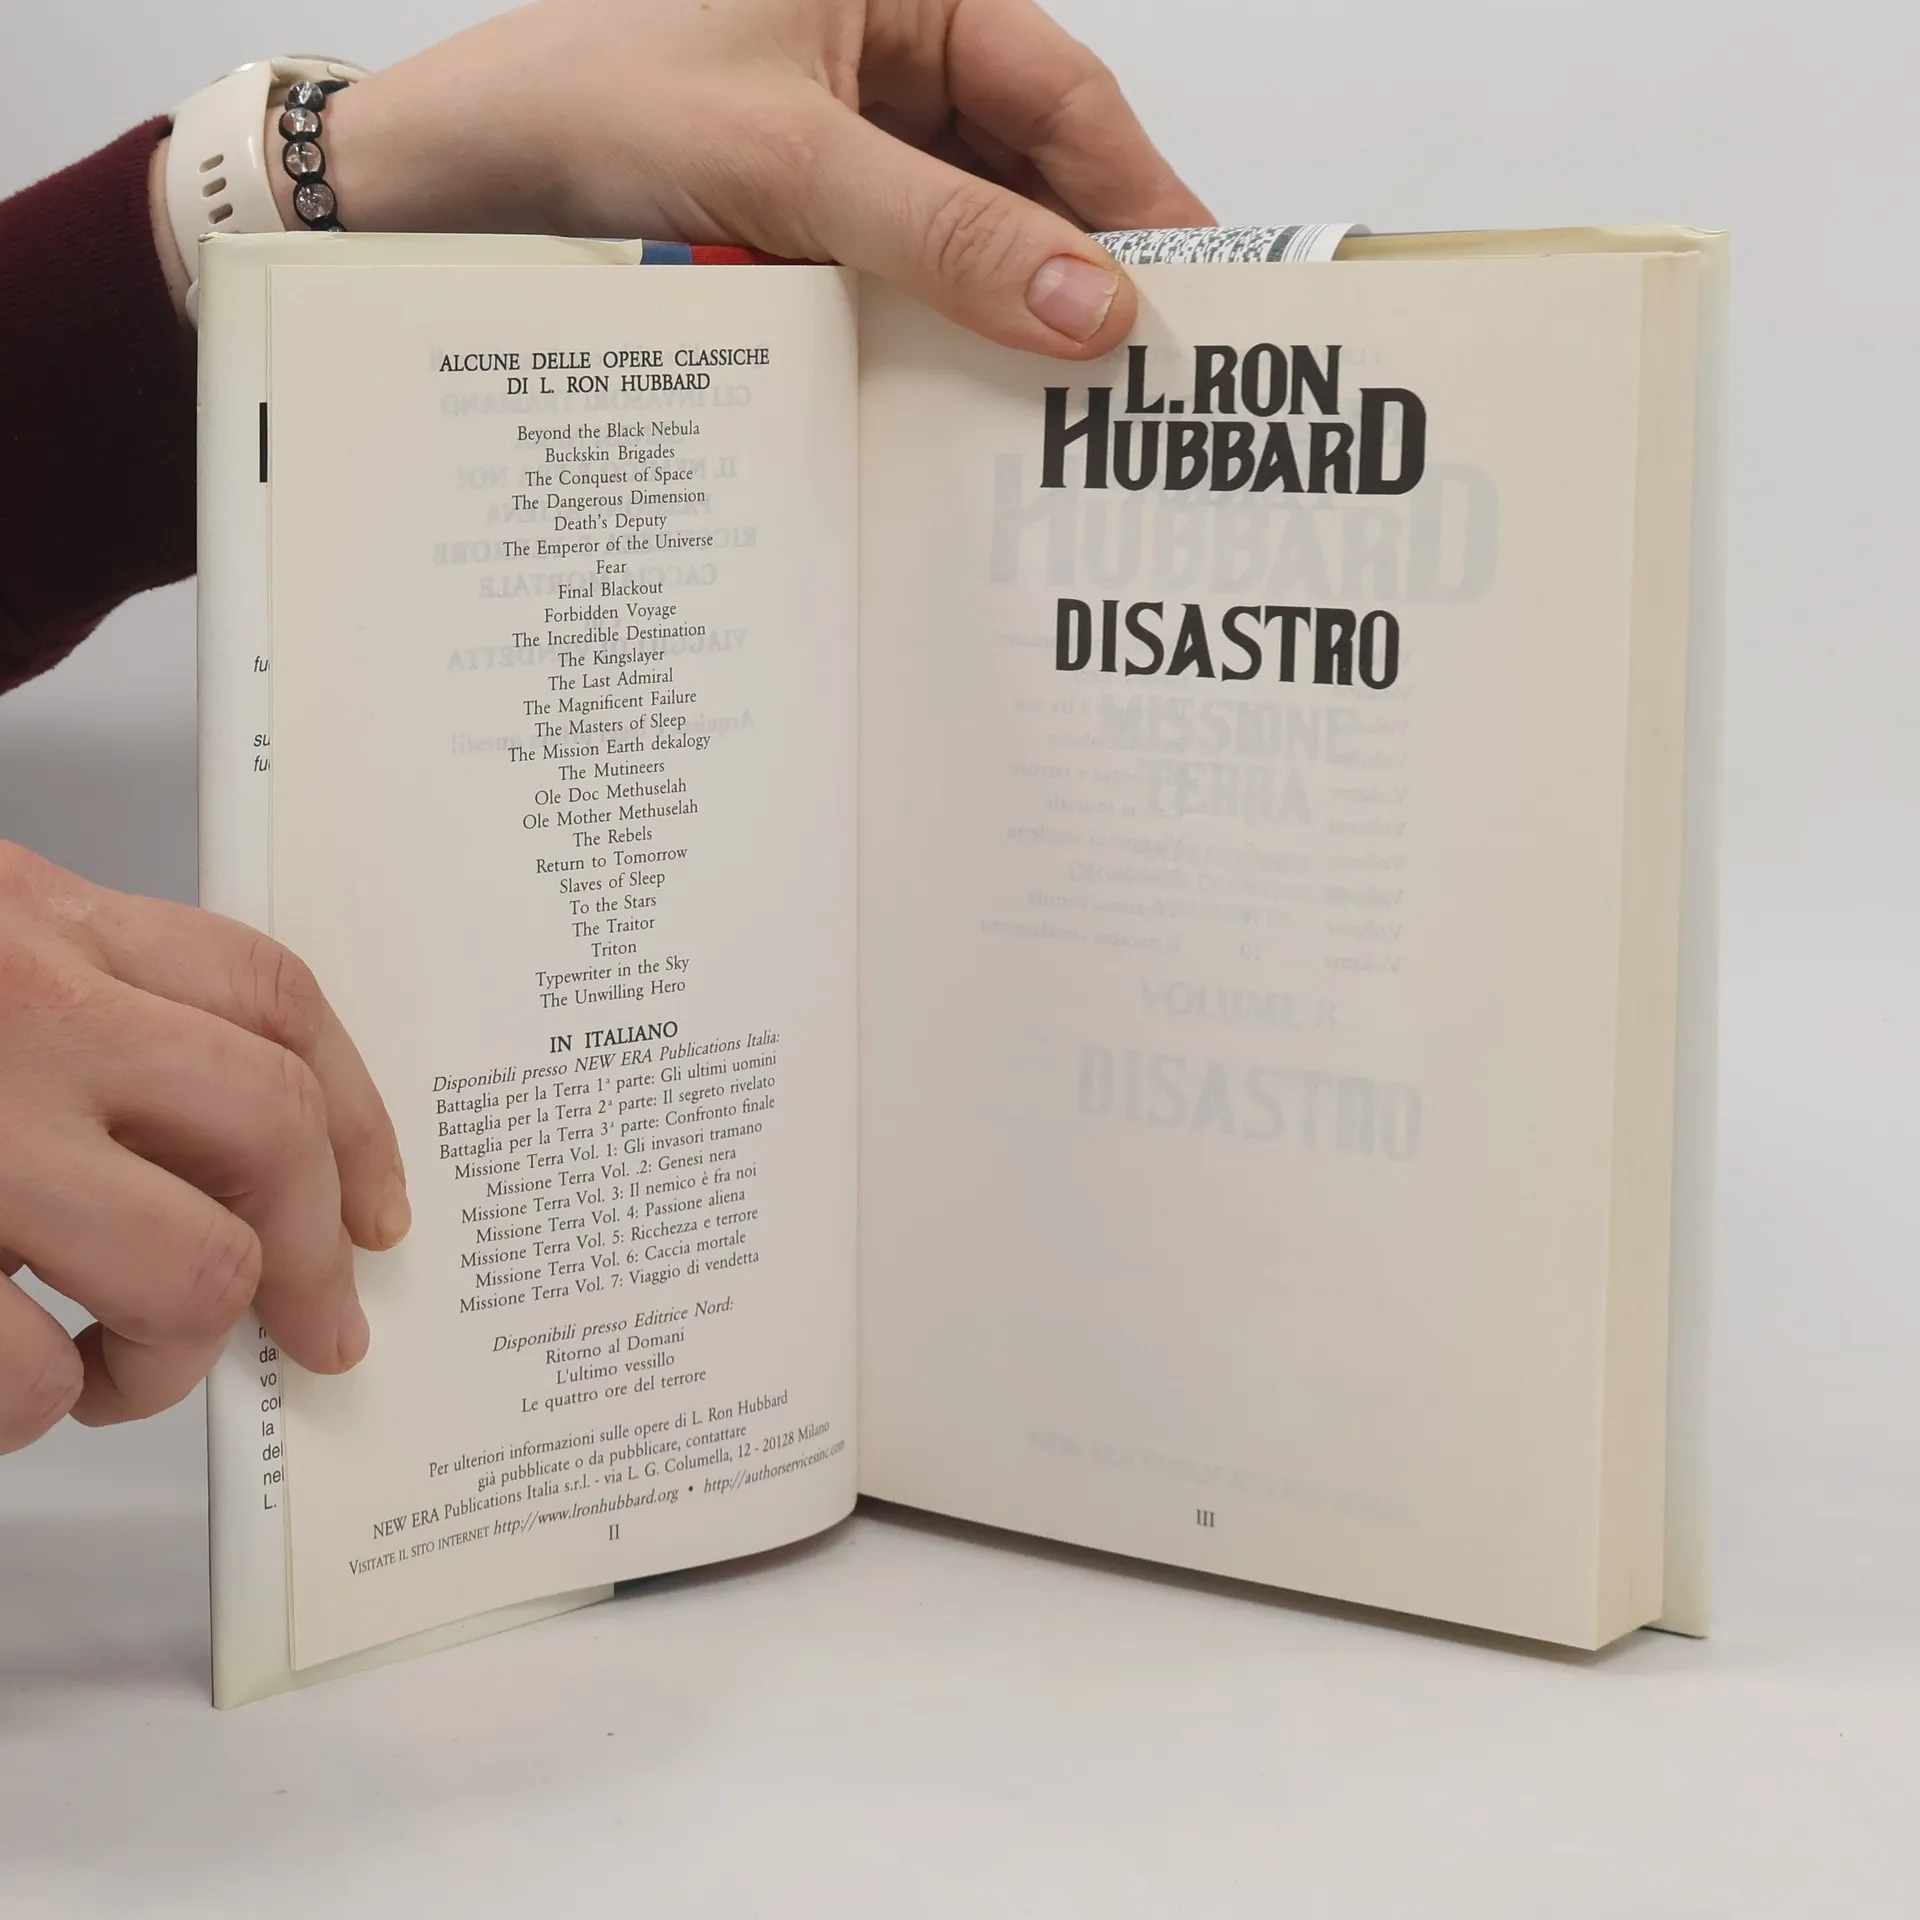 ALCUNE DELLE OPERE CLASSICHE
DI L. RON HUBBARD
Beyond the Black Nebula
Buckskin Brigades
The Conquest of Space
The Dangerous Dimension
Death's Deputy
The Emperor of the Universe
Fear
Final Blackout
Forbidden Voyage
The Incredible Destination
The Kingslayer
The Last Admiral
The Magnificent Failure
The Masters of Sleep
The Mission Earth dekalogy
The Mutineers
Ole Doc Methuselah
Ole Mother Methuselah
The Rebels
Return to Tomorrow
Slaves of Sleep
To the Stars
The Traitor
Triton
Typewriter in the Sky
The Unwilling Hero
IN ITALIANO
Disponibili presso NEW ERA Publications Italia:
Battaglia per la Terra 1ª parte: Gli ultimi uomini
Battaglia per la Terra 2ª parte: Il segreto rivelato
Battaglia per la Terra 3ª parte: Confronto finale
Missione Terra Vol. 1: Gli invasori tramano
Missione Terra Vol. .2: Genesi nera
Missione Terra Vol. 3: Il nemico è fra noi
Missione Terra Vol. 4: Passione aliena
Missione Terra Vol. 5: Ricchezza e terrore
Missione Terra Vol. 6: Caccia mortale
Missione Terra Vol. 7: Viaggio di vendetta
Disponibili presso Editrice Nord:
Ritorno al Domani
L'ultimo vessillo
Le quattro ore del terrore
Per ulteriori informazioni sulle opere di L. Ron Hubbard
già pubblicate o da pubblicare, contattare
NEW ERA Publications Italia s.r.l. - via L. G. Columella, 12 - 20128 Milano
VISITATE IL SITO INTERNET http://www.lronhubbard.org • http://authorservicesinc.com
II
L. RON
HUBBARD
DISASTRO
MISSIONE
TERRA
VOLUME 8
DISASTRO
III